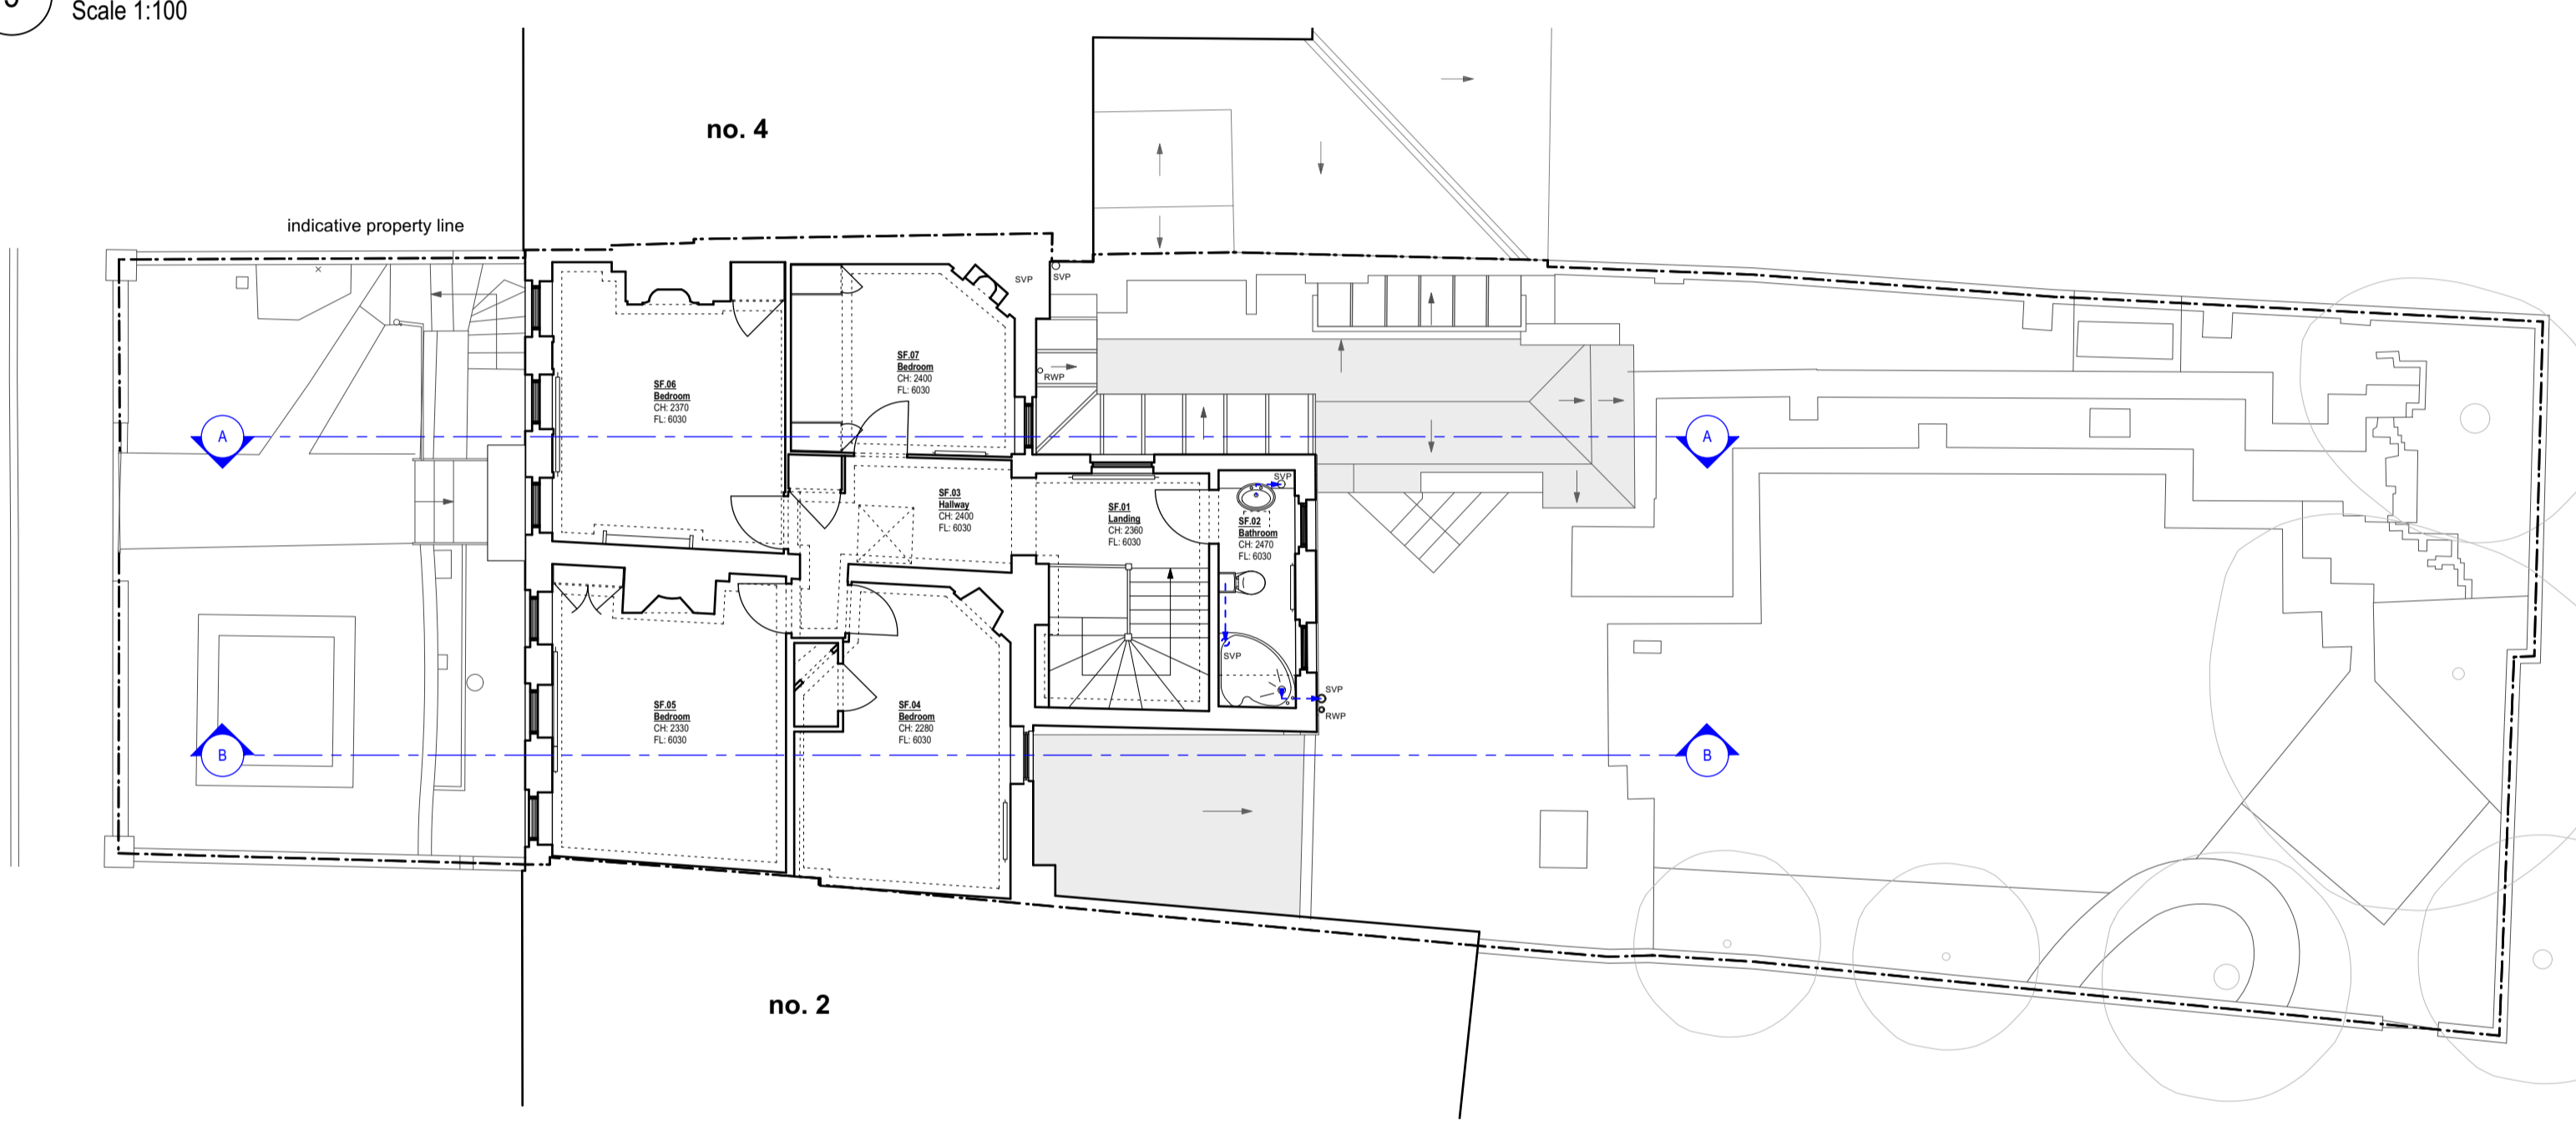 Scale 1:100
no. 4
indicative property line
SVP
SVP
RWP
SF.07
Bedroom
CH: 2400
FL: 6030
SF.06
Bedroom
CH: 2370
FL: 6030
A
A
SF.03
Hallway
CH: 2400
FL: 6030
SF.01
Landing
CH: 2360
FL: 6030
SVP
SF.02
Bathroom
CH: 2470
FL: 6030
SVP
SVP
RWP
SF.05
Bedroom
CH: 2330
FL: 6030
SF.04
Bedroom
CH: 2280
FL: 6030
B
B
no. 2